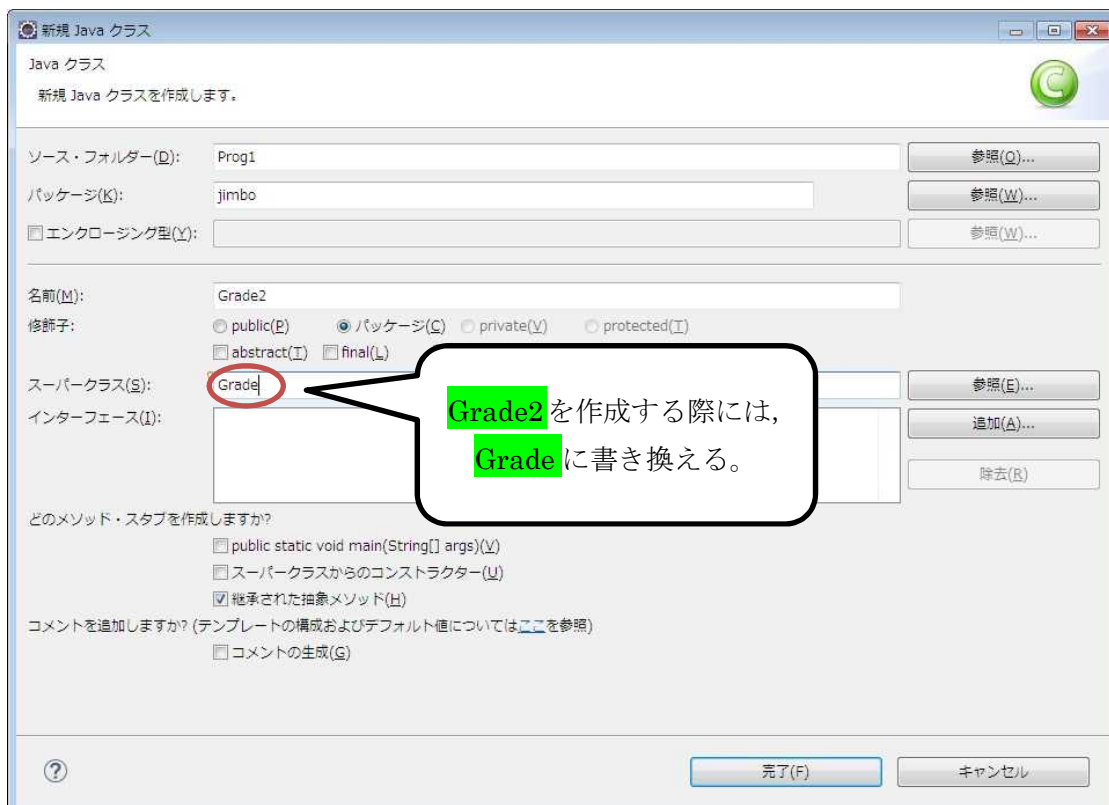 新規 Java クラス
Java クラス
新規 Java クラスを作成します。
ソース・フォルダー(D): Prog1 参照(O)...
パッケージ(K): jimbo 参照(W)...
エンクロージング型(Y): 参照(W)...
名前(M): Grade2
修飾子: public(P) パッケージ(C) private(V) protected(T)
abstract(T) final(L)
スーパークラス(S): Grade 参照(E)...
インターフェース(I): 追加(A)...
除去(R)
Grade2 を作成する際には,
Grade に書き換える。
どのメソッド・スタブを作成しますか?
public static void main(String[] args)(V)
スーパークラスからのコンストラクター(U)
継承された抽象メソッド(H)
コメントを追加しますか? (テンプレートの構成およびデフォルト値についてはここを参照)
コメントの生成(G)
完了(F) キャンセル